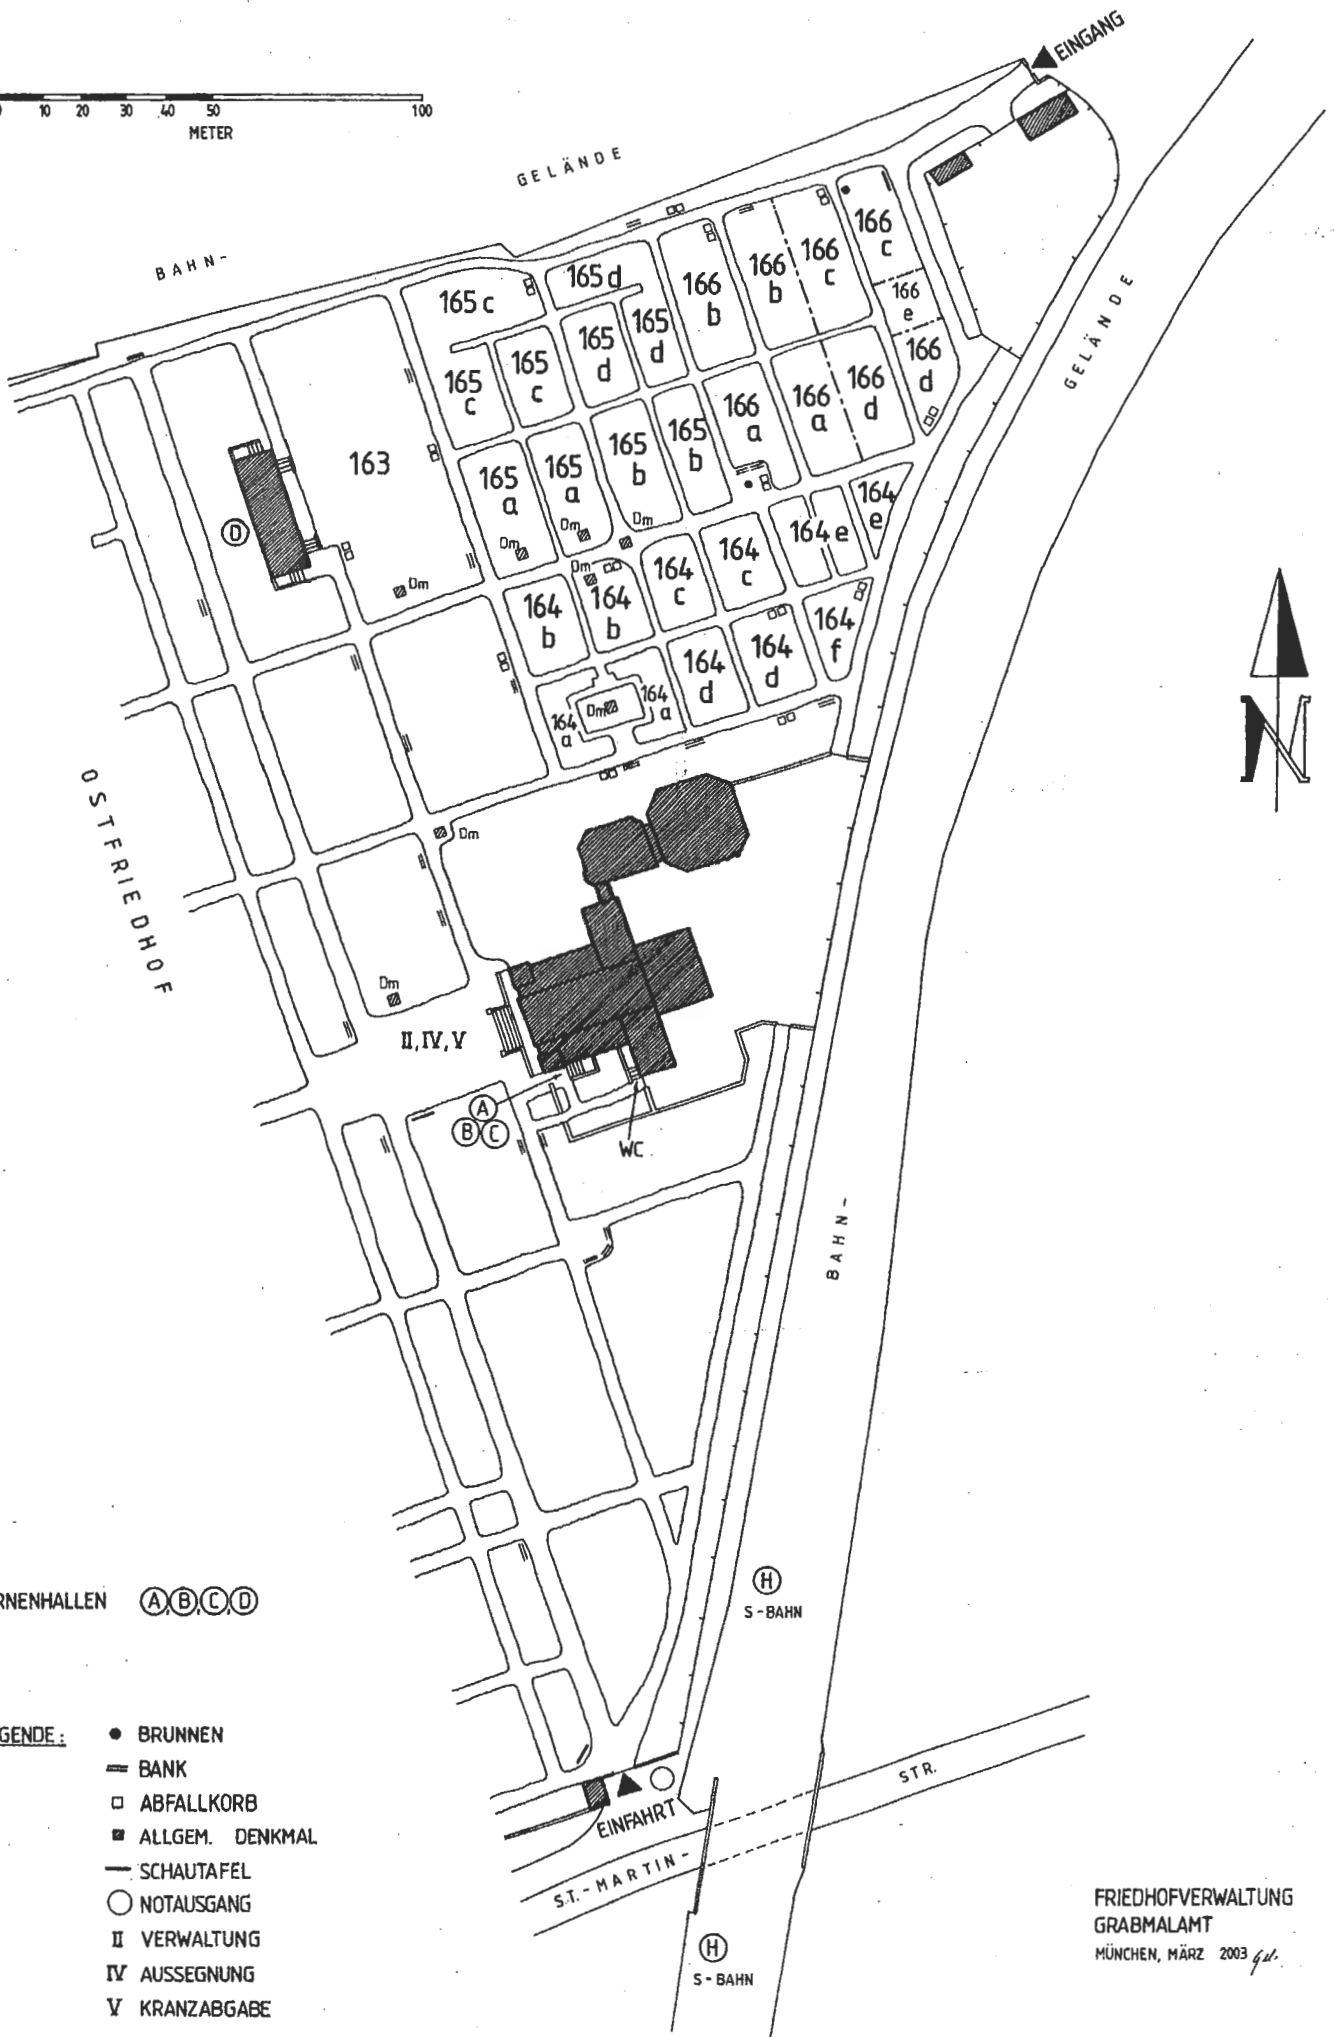 EINGANG
0 10 20 30 40 50 100
METER
GELÄNDE
BAHN-
166
c
166
b
166
c
166
e
166
b
165 d
165 c
165
d
165
d
166
d
165
c
165
c
166
a
166
a
166
d
GELÄNDE
163
165
b
165
b
165
a
165
a
D
Dm
Dm
Dm
Dm
Dm
164
e
164 e
164
c
164
c
164
b
164
b
164
f
164
d
164
d
164
a
164
a
Dm
N
OSTFRIEDHOF
Dm
Dm
II, IV, V
A
B C
WC
BAHN-
H
S-BAHN
RNENHALLEN A,B,C,D
GENDE:
BRUNNEN
BANK
ABFALLKORB
ALLGEM. DENKMAL
SCHAUTAFEL
NOTAUSGANG
II VERWALTUNG
IV AUSSEGNUNG
V KRANZABGABE
EINFAHRT
ST.-MARTIN-
STR.
H
S-BAHN
FRIEDHOFVERWALTUNG
GRABMALAMT
MÜNCHEN, MÄRZ 2003